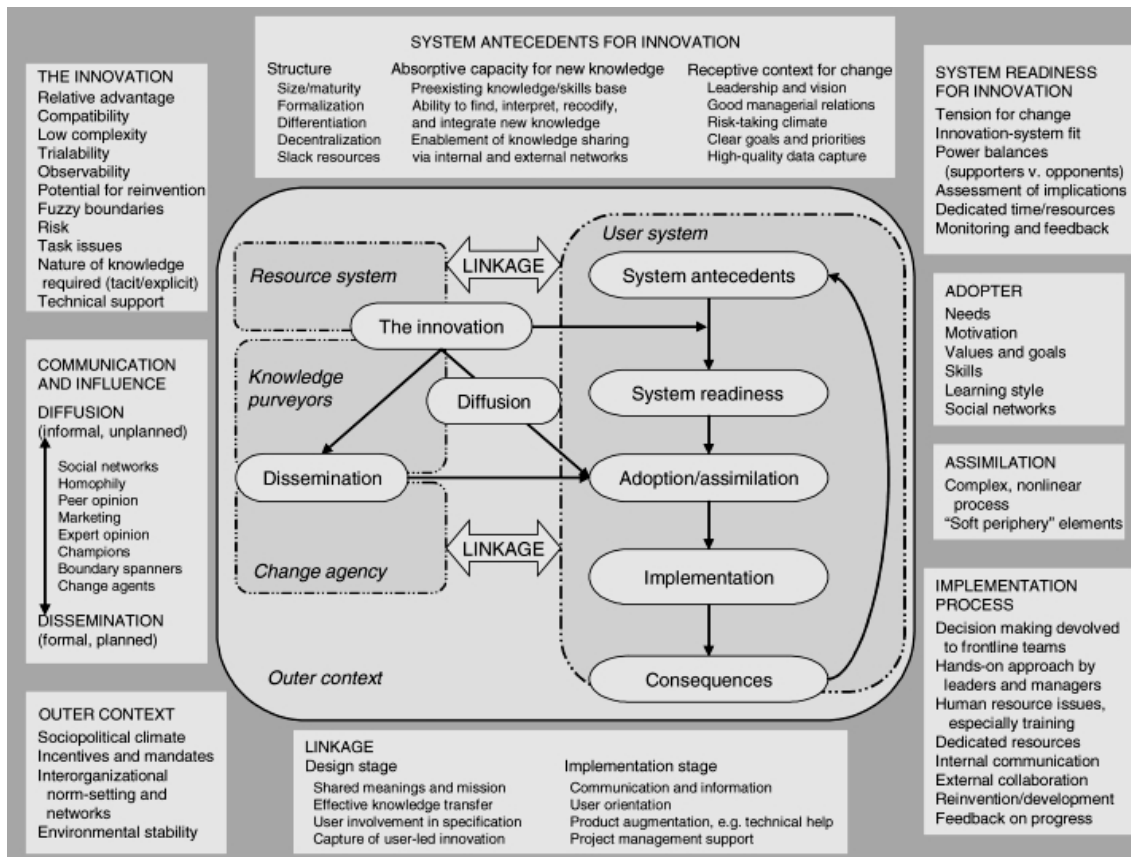 SYSTEM ANTECEDENTS FOR INNOVATION
Structure
Size/maturity
Formalization
Differentiation
Decentralization
Slack resources
Absorptive capacity for new knowledge
Preexisting knowledge/skills base
Ability to find, interpret, recodify,
and integrate new knowledge
Enablement of knowledge sharing
via internal and external networks
Receptive context for change
Leadership and vision
Good managerial relations
Risk-taking climate
Clear goals and priorities
High-quality data capture
THE INNOVATION
Relative advantage
Compatibility
Low complexity
Trialability
Observability
Potential for reinvention
Fuzzy boundaries
Risk
Task issues
Nature of knowledge
required (tacit/explicit)
Technical support
COMMUNICATION
AND INFLUENCE
DIFFUSION
(informal, unplanned)
Social networks
Homophily
Peer opinion
Marketing
Expert opinion
Champions
Boundary spanners
Change agents
DISSEMINATION
(formal, planned)
OUTER CONTEXT
Sociopolitical climate
Incentives and mandates
Interorganizational
norm-setting and
networks
Environmental stability
Resource system
LINKAGE
User system
System antecedents
The innovation
Knowledge
purveyors
Diffusion
System readiness
Dissemination
Adoption/assimilation
Change agency
LINKAGE
Implementation
Outer context
Consequences
LINKAGE
Design stage
Shared meanings and mission
Effective knowledge transfer
User involvement in specification
Capture of user-led innovation
Implementation stage
Communication and information
User orientation
Product augmentation, e.g. technical help
Project management support
SYSTEM READINESS
FOR INNOVATION
Tension for change
Innovation-system fit
Power balances
(supporters v. opponents)
Assessment of implications
Dedicated time/resources
Monitoring and feedback
ADOPTER
Needs
Motivation
Values and goals
Skills
Learning style
Social networks
ASSIMILATION
Complex, nonlinear
process
“Soft periphery” elements
IMPLEMENTATION
PROCESS
Decision making devolved
to frontline teams
Hands-on approach by
leaders and managers
Human resource issues,
especially training
Dedicated resources
Internal communication
External collaboration
Reinvention/development
Feedback on progress